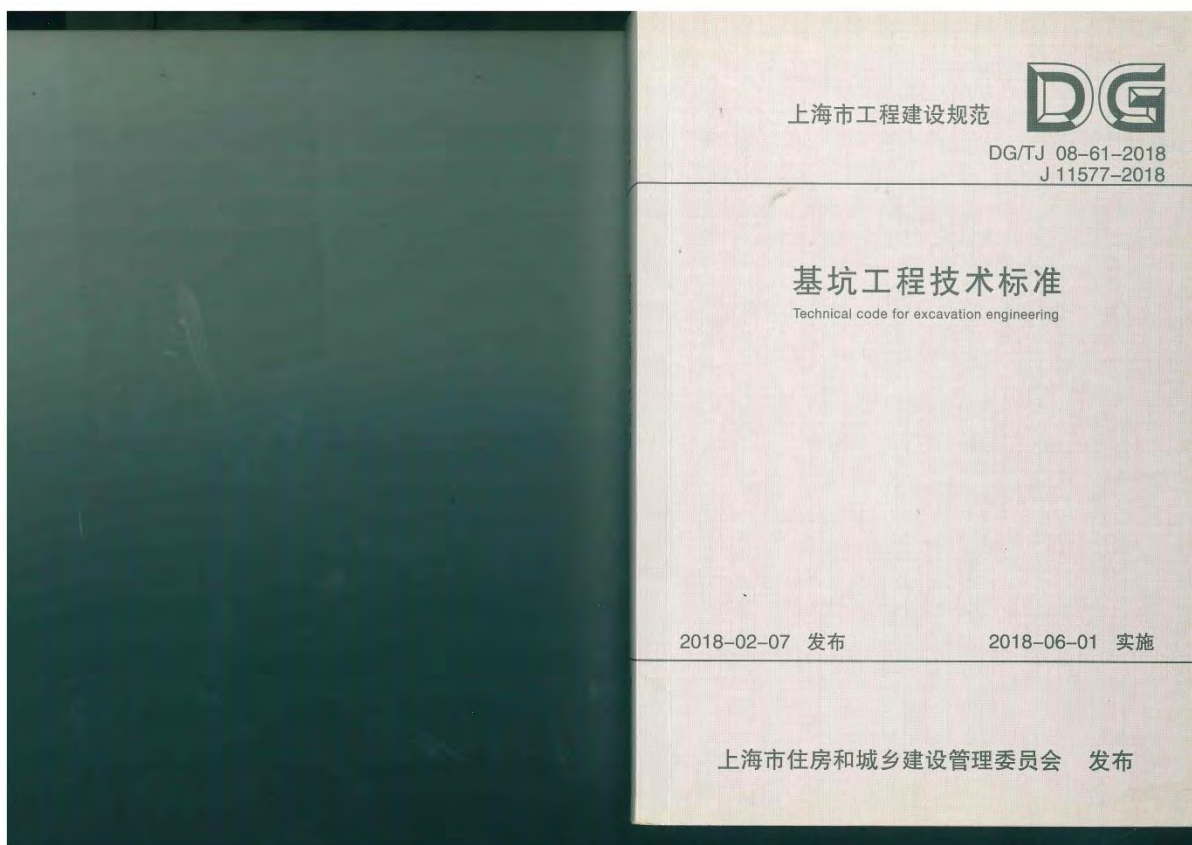 上海市工程建设规范
DG
DG/TJ 08-61-2018
J 11577-2018
基坑工程技术标准
Technical code for excavation engineering
2018-02-07 发布
2018-06-01 实施
上海市住房和城乡建设管理委员会 发布